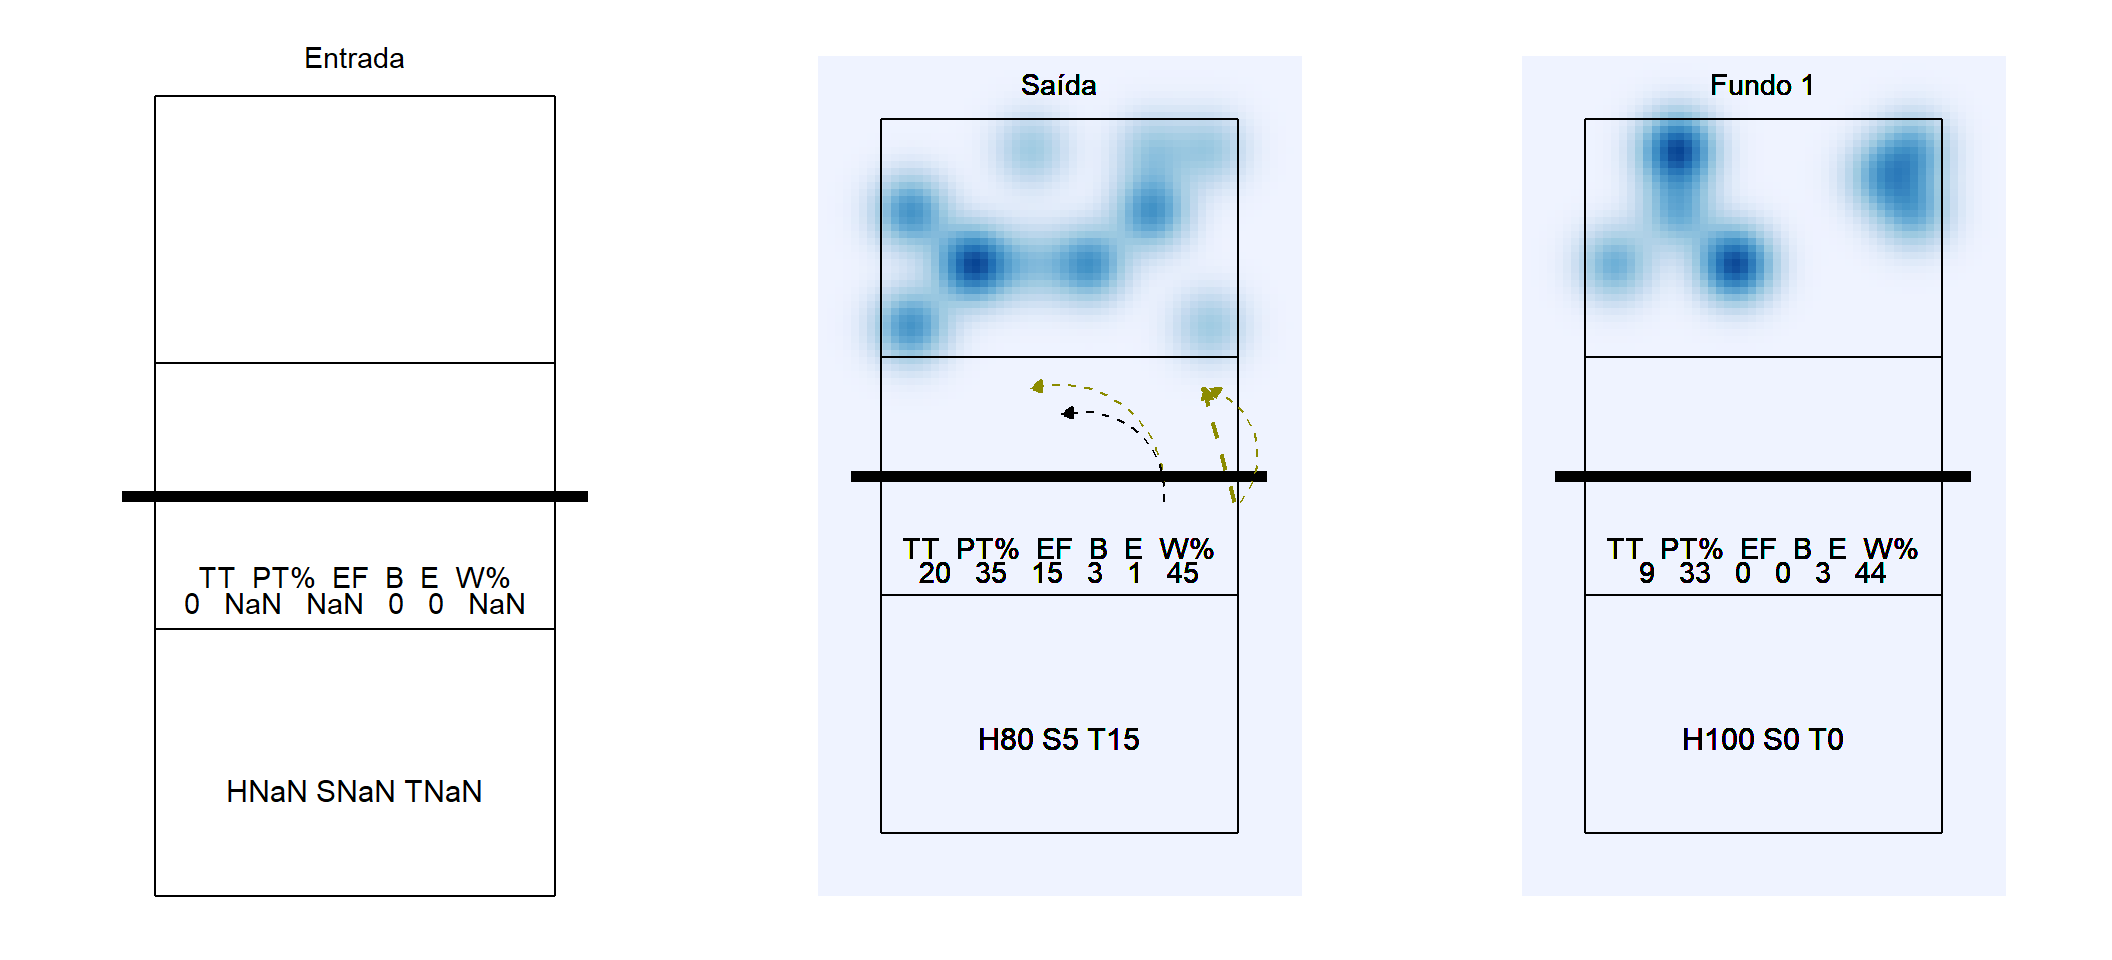 Entrada
TT PT% EF B E W%
0 NaN NaN 0 0 NaN
HNaN SNaN TNaN
Saída
TT PT% EF B E W%
20 35 15 3 1 45
H80 S5 T15
Fundo 1
TT PT% EF B E W%
9 33 0 0 3 44
H100 S0 T0